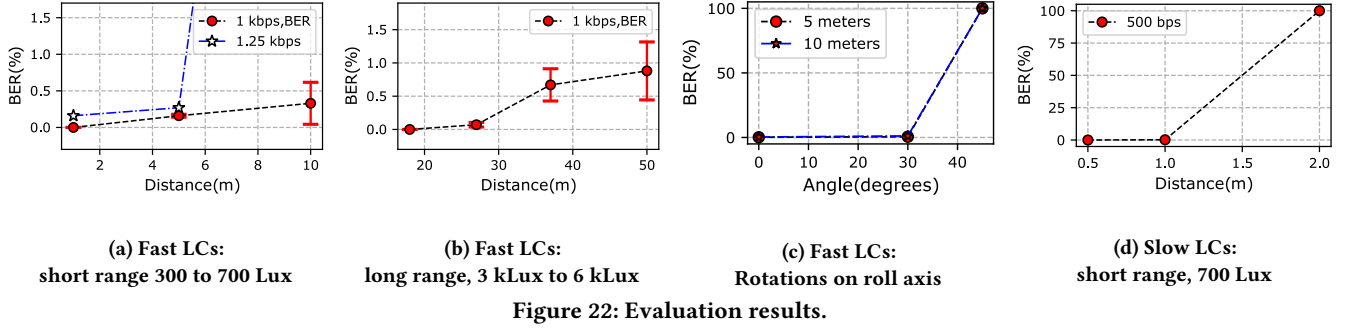 1.5
1.0
0.5
0.0
BER(%)
1 kbps,BER
1.25 kbps
2
4
6
8
10
Distance(m)
(a) Fast LCs:
short range 300 to 700 Lux
1.5
1.0
0.5
0.0
BER(%)
1 kbps,BER
20
30
40
50
Distance(m)
(b) Fast LCs:
long range, 3 kLux to 6 kLux
100
50
0
BER(%)
5 meters
10 meters
0
20
40
Angle(degrees)
(c) Fast LCs:
Rotations on roll axis
100
75
50
25
0
BER(%)
500 bps
0.5
1.0
1.5
2.0
Distance(m)
(d) Slow LCs:
short range, 700 Lux
Figure 22: Evaluation results.